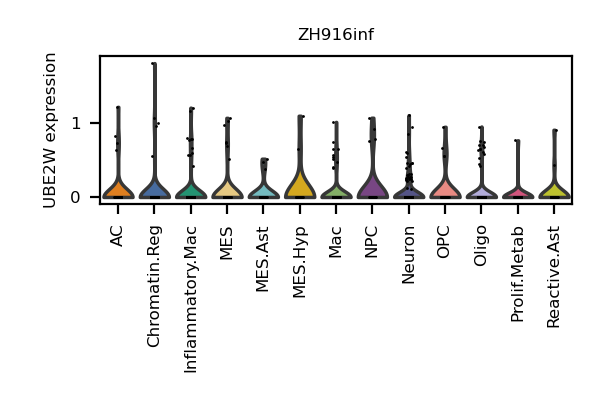 ZH916inf
UBE2W expression
1
0
AC
Chromatin.Reg
Inflammatory.Mac
MES
MES.Ast
MES.Hyp
Mac
NPC
Neuron
OPC
Oligo
Prolif.Metab
Reactive.Ast